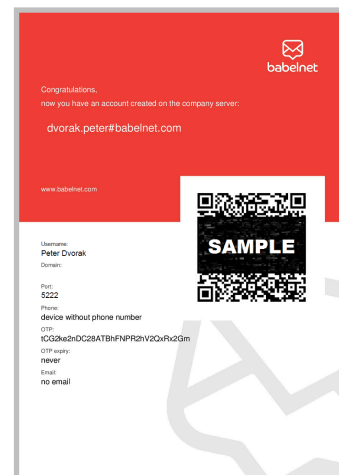 babelnet
Congratulations,
now you have an account created on the company server:
dvorak.peter#babelnet.com
www.babelnet.com
SAMPLE
Username:
Peter Dvorak
Domain:
Port:
5222
Phone:
device without phone number
OTP:
tCG2ke2nDC28ATBhFNPR2hV2QxRx2Gm
OTP expiry:
never
Email:
no email